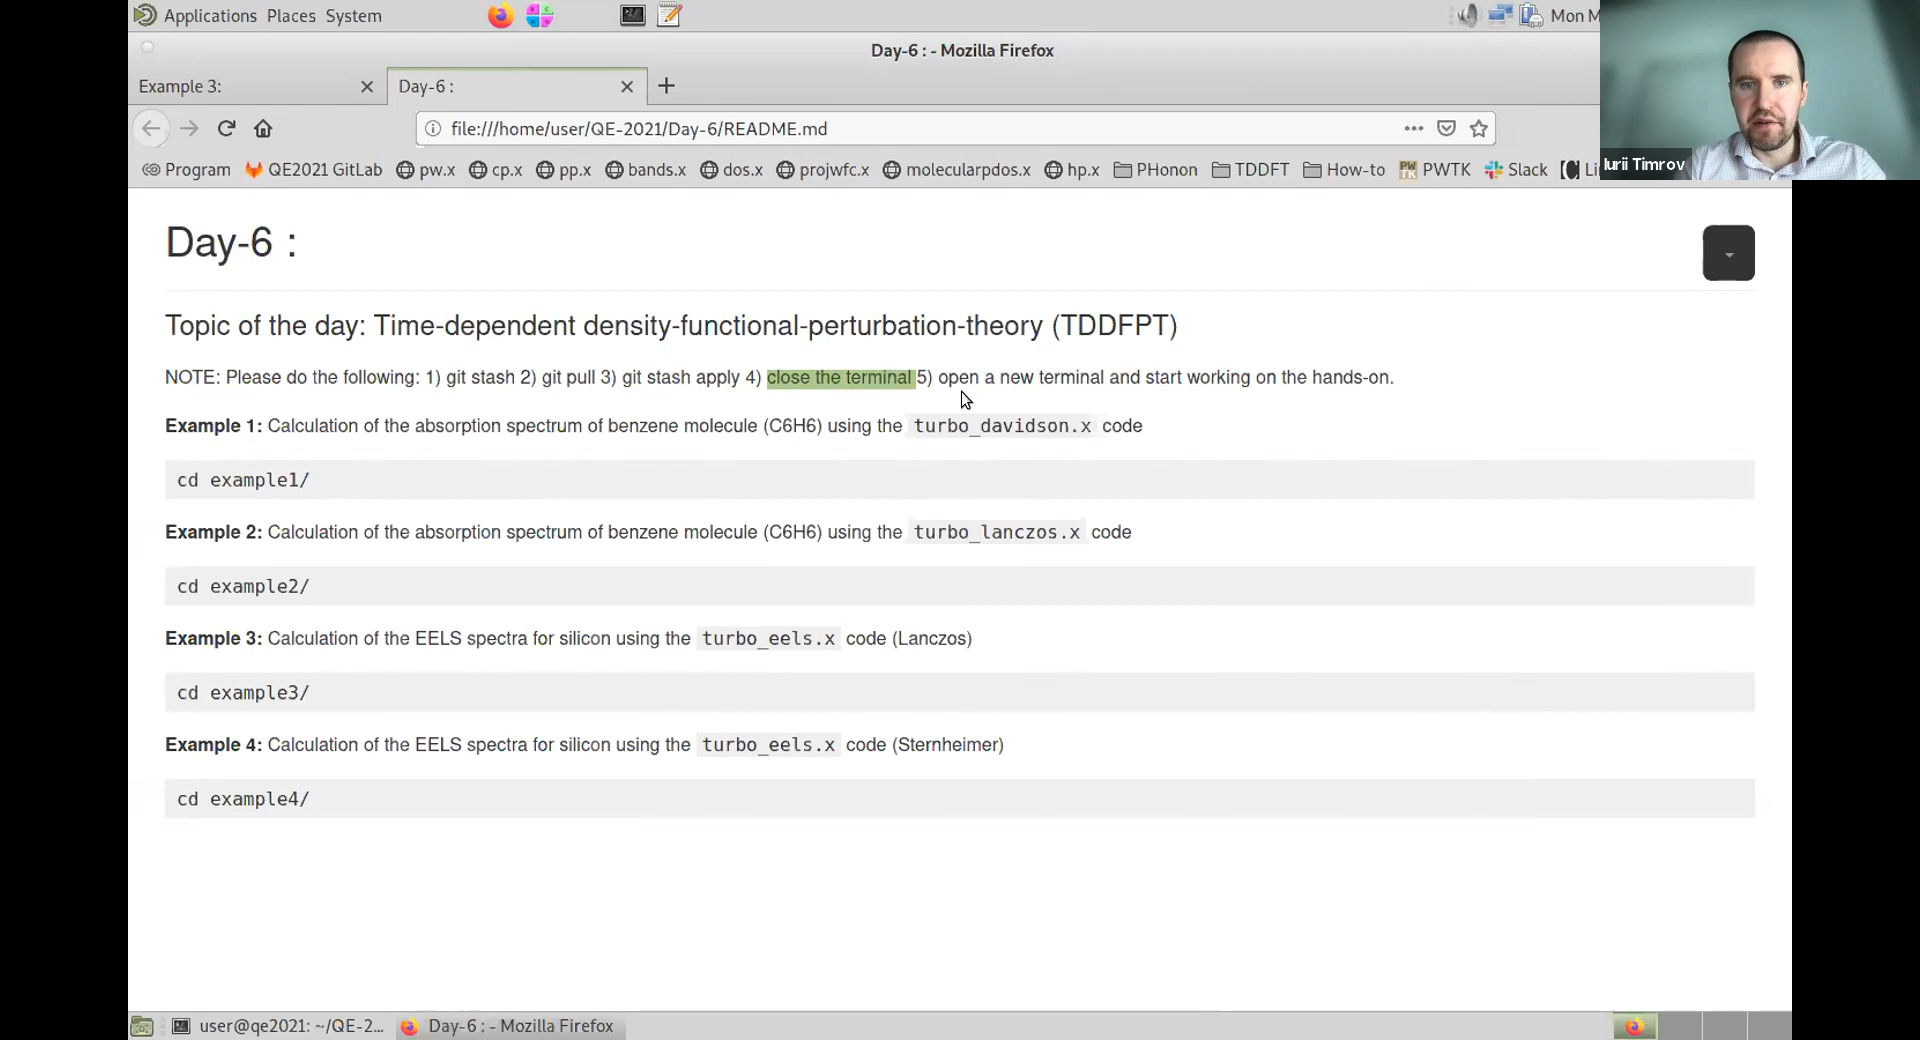 Applications Places System
Mon M
Day-6 : - Mozilla Firefox
Example 3:
Day-6 :
file:///home/user/QE-2021/Day-6/README.md
Iurii Timrov
Program QE2021 GitLab pw.x cp.x pp.x bands.x dos.x projwfc.x molecularpdos.x hp.x PHonon TDDFT How-to PWTK Slack Li
Day-6 :
Topic of the day: Time-dependent density-functional-perturbation-theory (TDDFPT)
NOTE: Please do the following: 1) git stash 2) git pull 3) git stash apply 4) close the terminal 5) open a new terminal and start working on the hands-on.
Example 1: Calculation of the absorption spectrum of benzene molecule (C6H6) using the turbo_davidson.x code
cd example1/
Example 2: Calculation of the absorption spectrum of benzene molecule (C6H6) using the turbo_lanczos.x code
cd example2/
Example 3: Calculation of the EELS spectra for silicon using the turbo_eels.x code (Lanczos)
cd example3/
Example 4: Calculation of the EELS spectra for silicon using the turbo_eels.x code (Sternheimer)
cd example4/
user@qe2021: ~/QE-2... Day-6 : - Mozilla Firefox